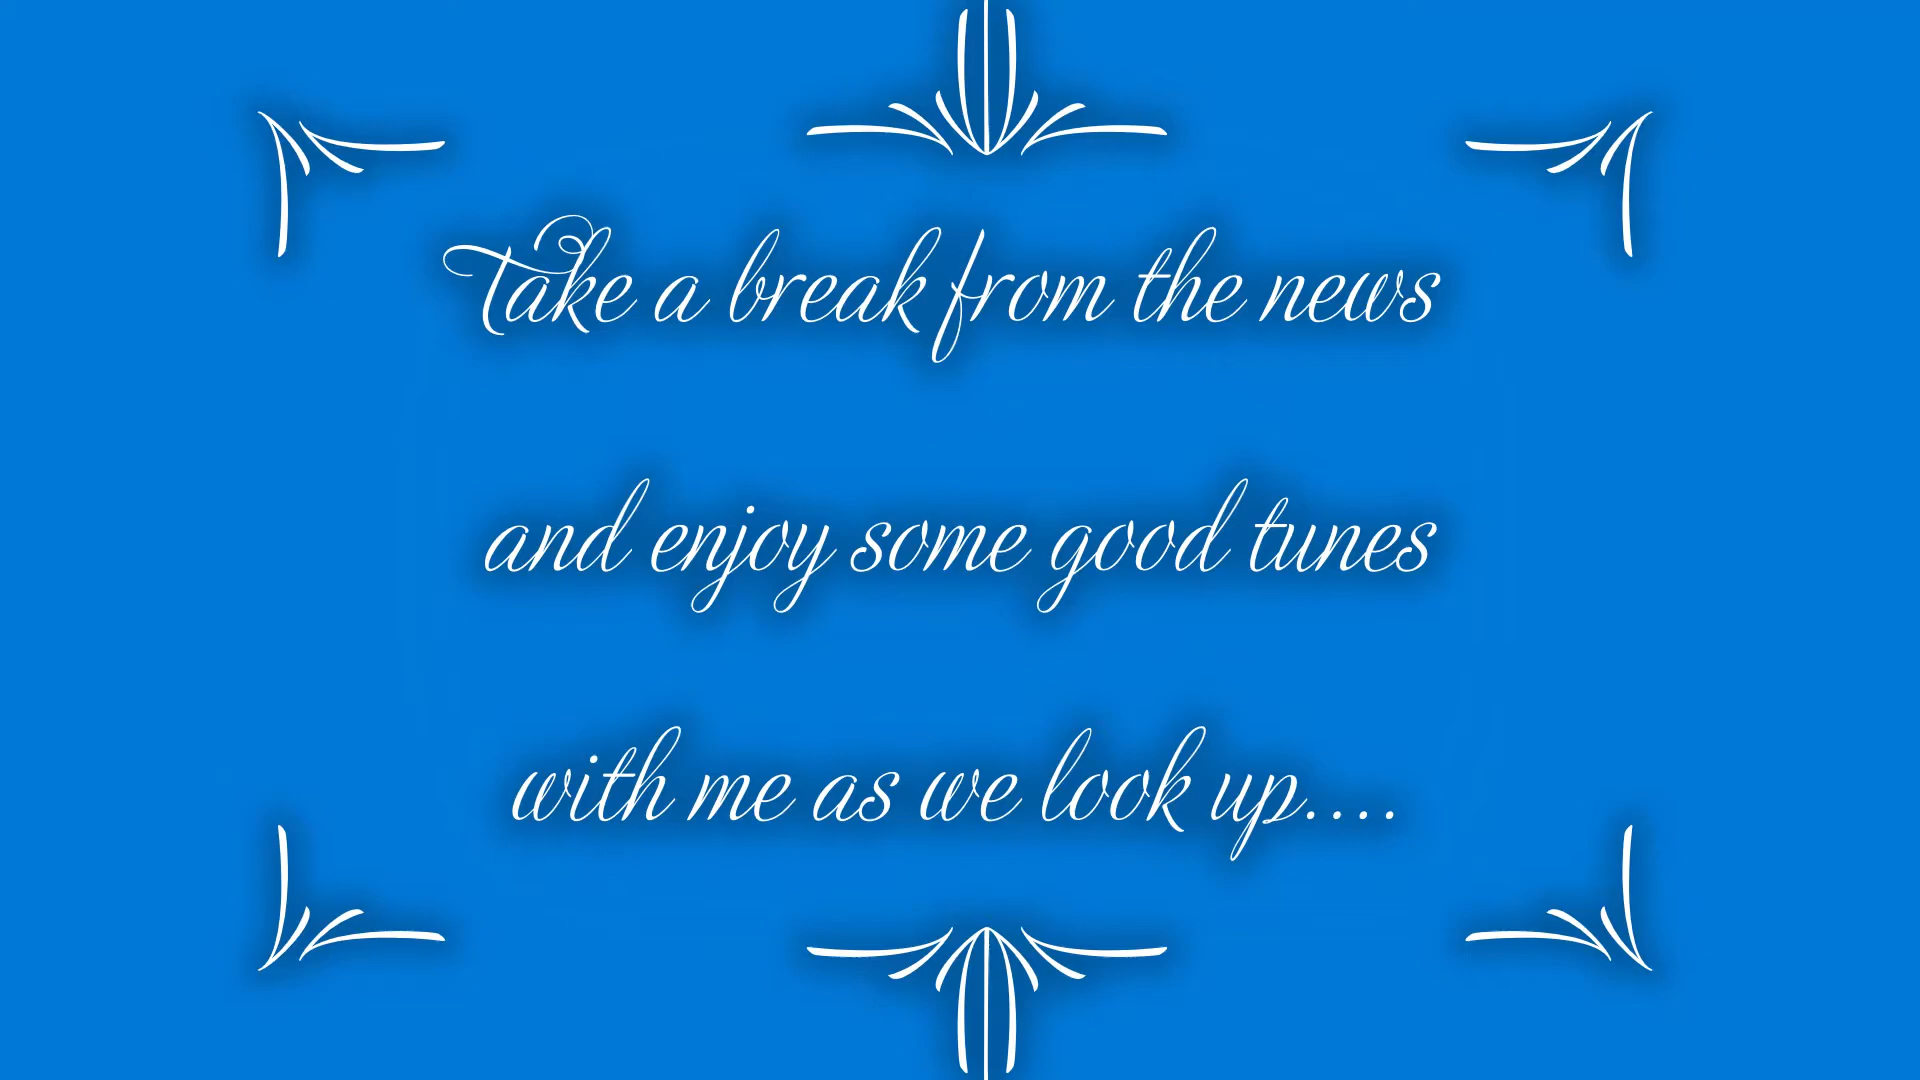 Take a break from the news
and enjoy some good tunes
with me as we look up....